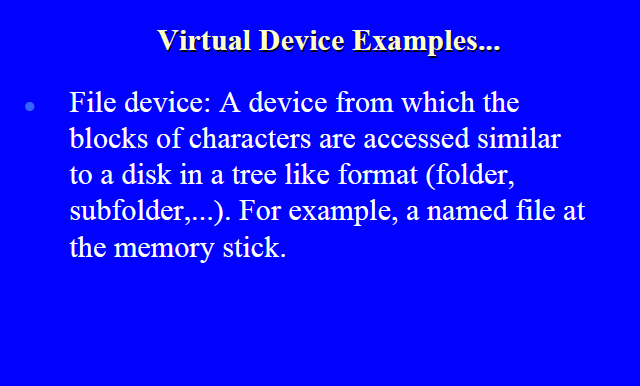 Virtual Device Examples...
File device: A device from which the
blocks of characters are accessed similar
to a disk in a tree like format (folder,
subfolder,...). For example, a named file at
the memory stick.